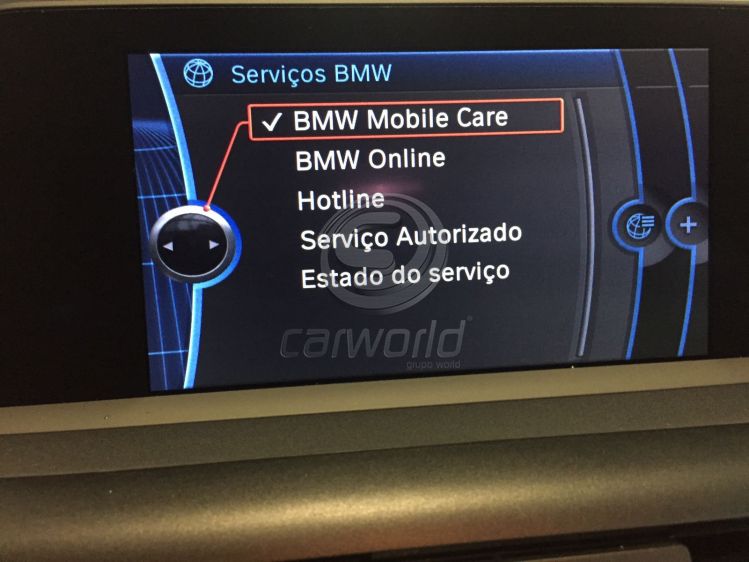 Serviços BMW
✓ BMW Mobile Care
BMW Online
Hotline
Serviço Autorizado
Estado do serviço
carworld
grupo world